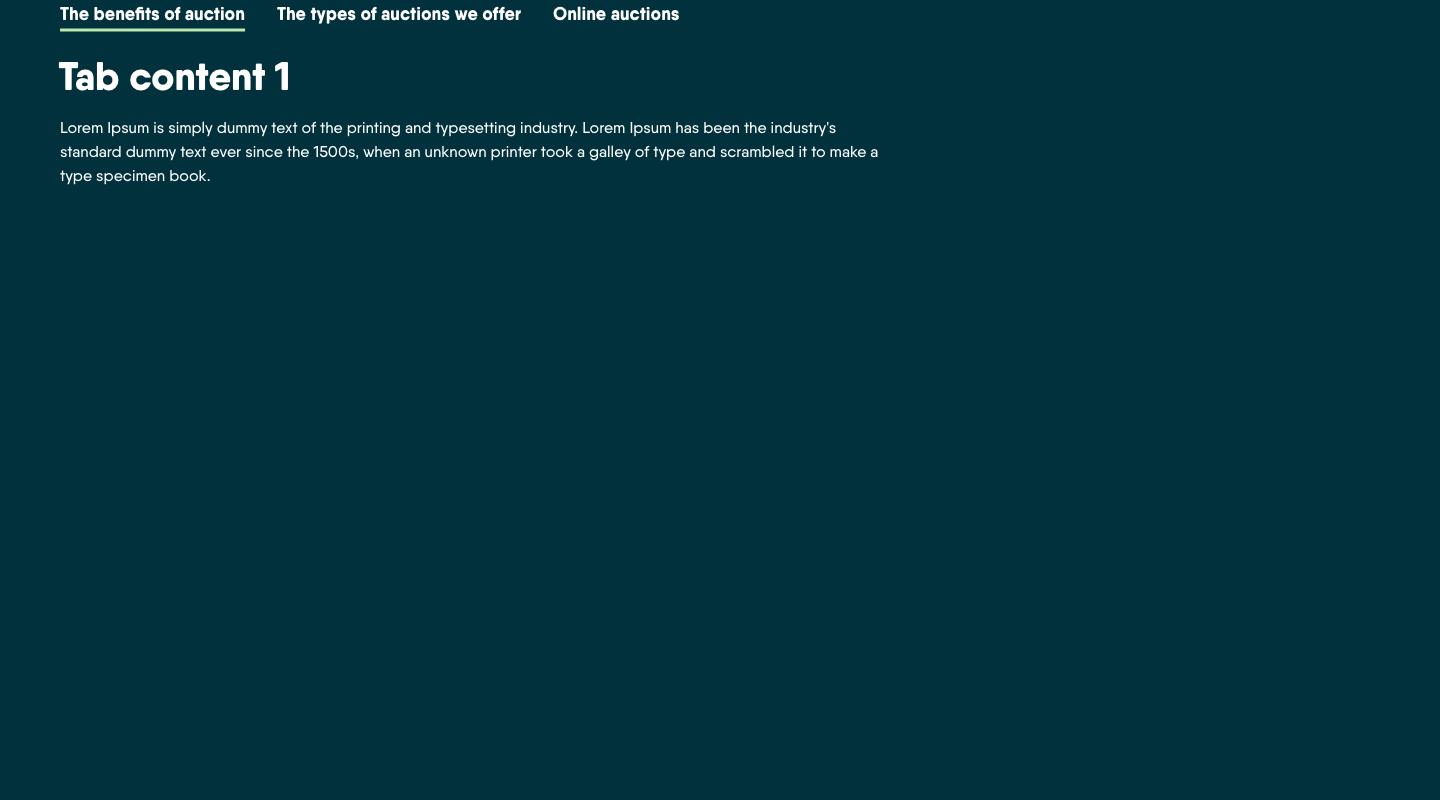 The benefits of auction The types of auctions we offer Online auctions
Tab content 1
Lorem Ipsum is simply dummy text of the printing and typesetting industry. Lorem Ipsum has been the industry's
standard dummy text ever since the 1500s, when an unknown printer took a galley of type and scrambled it to make a
type specimen book.